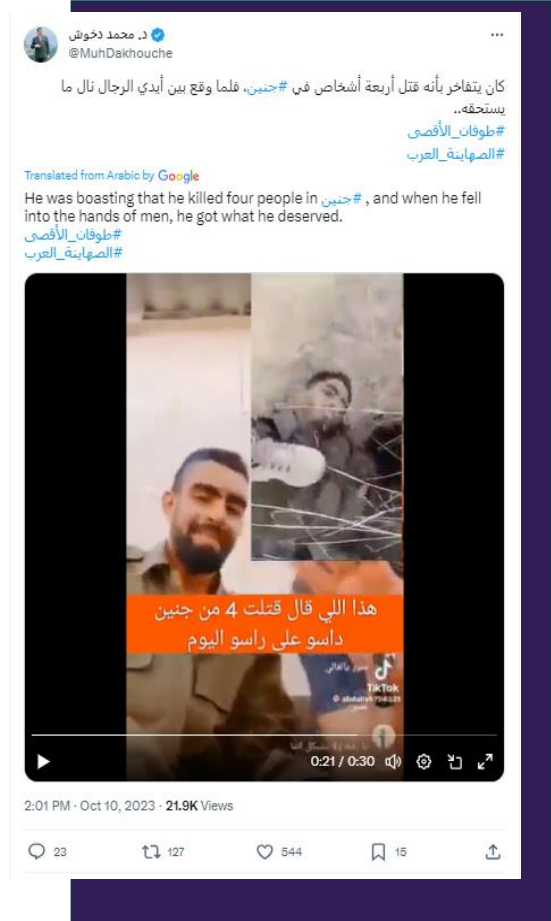 د. محمد دخوش
@MuhDakhouche
كان يتفاخر بأنه قتل أربعة أشخاص في #جنين، فلما وقع بين أيدي الرجال نال ما
يستحقه..
#طوفان_الأقصى
#الصهاينة_العرب
Translated from Arabic by Google
He was boasting that he killed four people in #جنين , and when he fell
into the hands of men, he got what he deserved.
#طوفان_الأقصى
#الصهاينة_العرب
هذا اللي قال قتلت 4 من جنين
داسو على راسو اليوم
TikTok
0:21 / 0:30
2:01 PM · Oct 10, 2023 · 21.9K Views
23 127 544 15